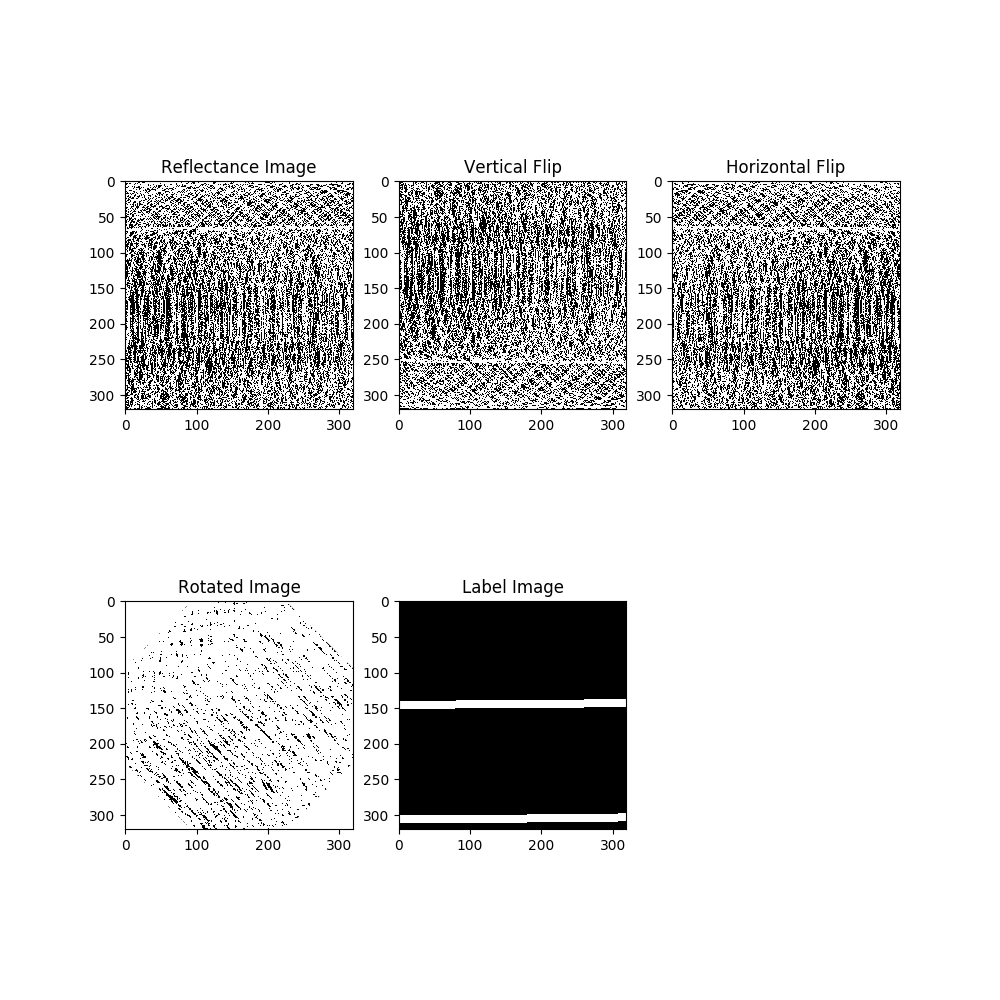 Reflectance Image Vertical Flip Horizontal Flip
0 0 0
50 50 50
100 100 100
150 150 150
200 200 200
250 250 250
300 300 300
0 100 200 300 0 100 200 300 0 100 200 300
Rotated Image Label Image
0 0
50 50
100 100
150 150
200 200
250 250
300 300
0 100 200 300 0 100 200 300